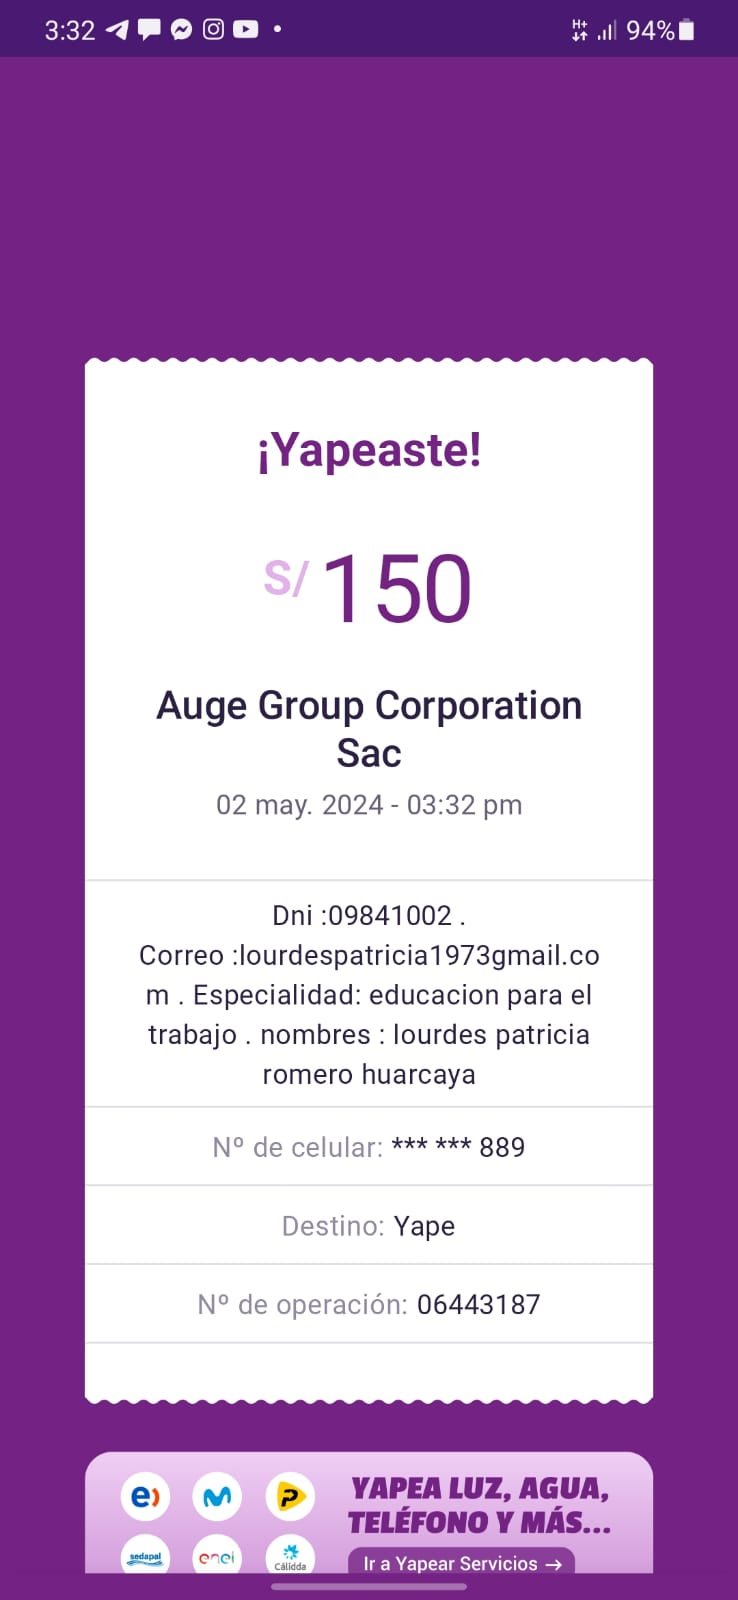 3:32
H+
94%
¡Yapeaste!
S/ 150
Auge Group Corporation
Sac
02 may. 2024 - 03:32 pm
Dni :09841002 .
Correo :lourdespatricia1973gmail.co
m . Especialidad: educacion para el
trabajo . nombres : lourdes patricia
romero huarcaya
Nº de celular: *** *** 889
Destino: Yape
Nº de operación: 06443187
YAPEA LUZ, AGUA,
TELÉFONO Y MÁS...
sedapal
enel
Cálidda
Ir a Yapear Servicios →